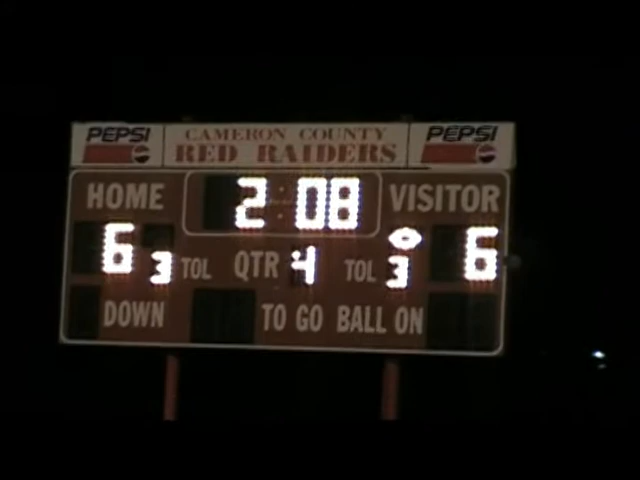 PEPSI CAMERON COUNTY PEPSI
RED RAIDERS
HOME 2:08 VISITOR
6 3 TOL QTR 4 TOL 3 6
DOWN TO GO BALL ON